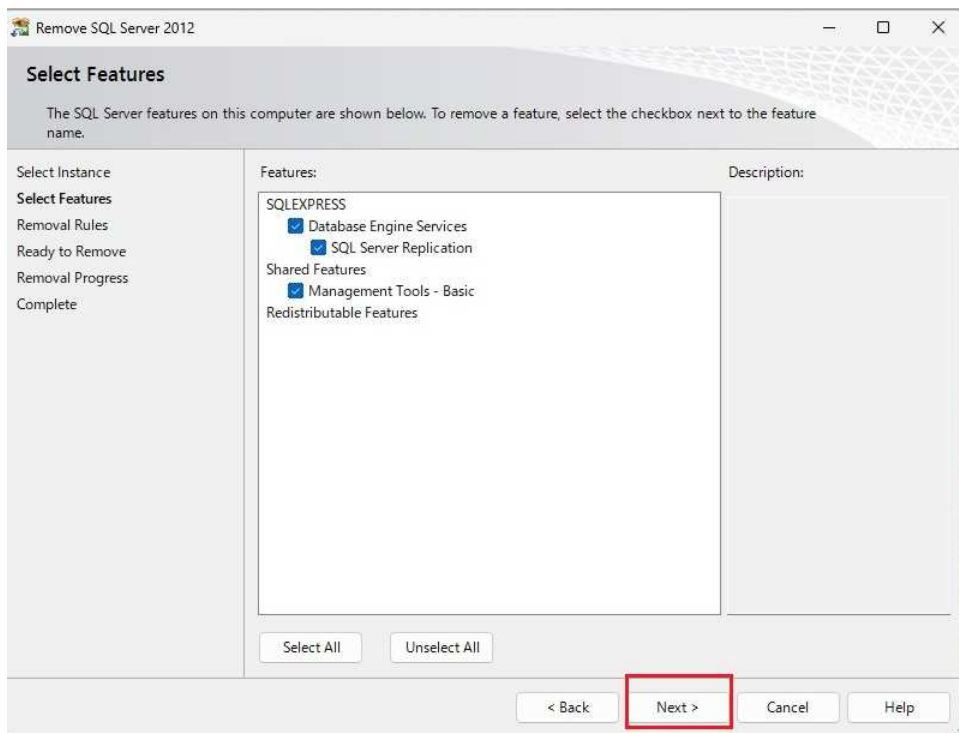 Remove SQL Server 2012
Select Features
The SQL Server features on this computer are shown below. To remove a feature, select the checkbox next to the feature
name.
Select Instance
Select Features
Removal Rules
Ready to Remove
Removal Progress
Complete
Features:
SQLEXPRESS
Database Engine Services
SQL Server Replication
Shared Features
Management Tools - Basic
Redistributable Features
Description:
Select All
Unselect All
< Back
Next >
Cancel
Help